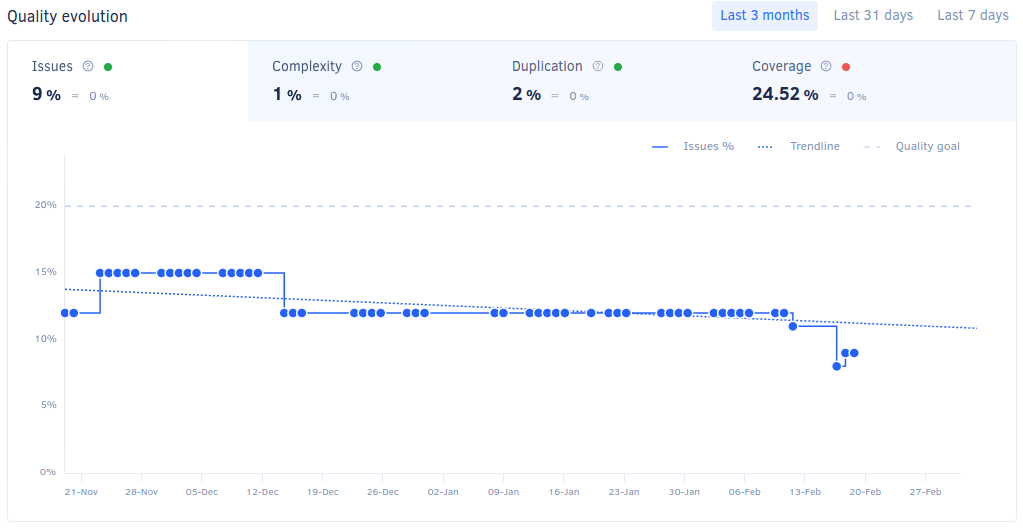 Quality evolution Last 3 months Last 31 days Last 7 days
Issues Complexity Duplication Coverage
9 % = 0 % 1 % = 0 % 2 % = 0 % 24.52 % = 0 %
Issues % Trendline Quality goal
20%
15%
10%
5%
0%
21-Nov 28-Nov 05-Dec 12-Dec 19-Dec 26-Dec 02-Jan 09-Jan 16-Jan 23-Jan 30-Jan 06-Feb 13-Feb 20-Feb 27-Feb